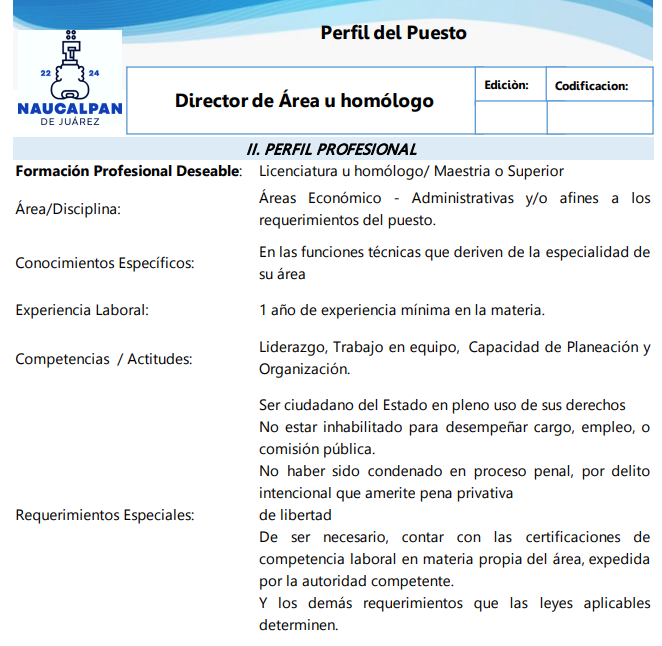 Perfil del Puesto
22 24
NAUCALPAN
DE JUÁREZ
Director de Área u homólogo
Ediciòn:
Codificacion:
II. PERFIL PROFESIONAL
Formación Profesional Deseable: Licenciatura u homólogo/ Maestria o Superior
Área/Disciplina:
Áreas Económico - Administrativas y/o afines a los
requerimientos del puesto.
Conocimientos Específicos:
En las funciones técnicas que deriven de la especialidad de
su área
Experiencia Laboral: 1 año de experiencia mínima en la materia.
Competencias / Actitudes:
Liderazgo, Trabajo en equipo, Capacidad de Planeación y
Organización.
Requerimientos Especiales:
Ser ciudadano del Estado en pleno uso de sus derechos
No estar inhabilitado para desempeñar cargo, empleo, o
comisión pública.
No haber sido condenado en proceso penal, por delito
intencional que amerite pena privativa
de libertad
De ser necesario, contar con las certificaciones de
competencia laboral en materia propia del área, expedida
por la autoridad competente.
Y los demás requerimientos que las leyes aplicables
determinen.